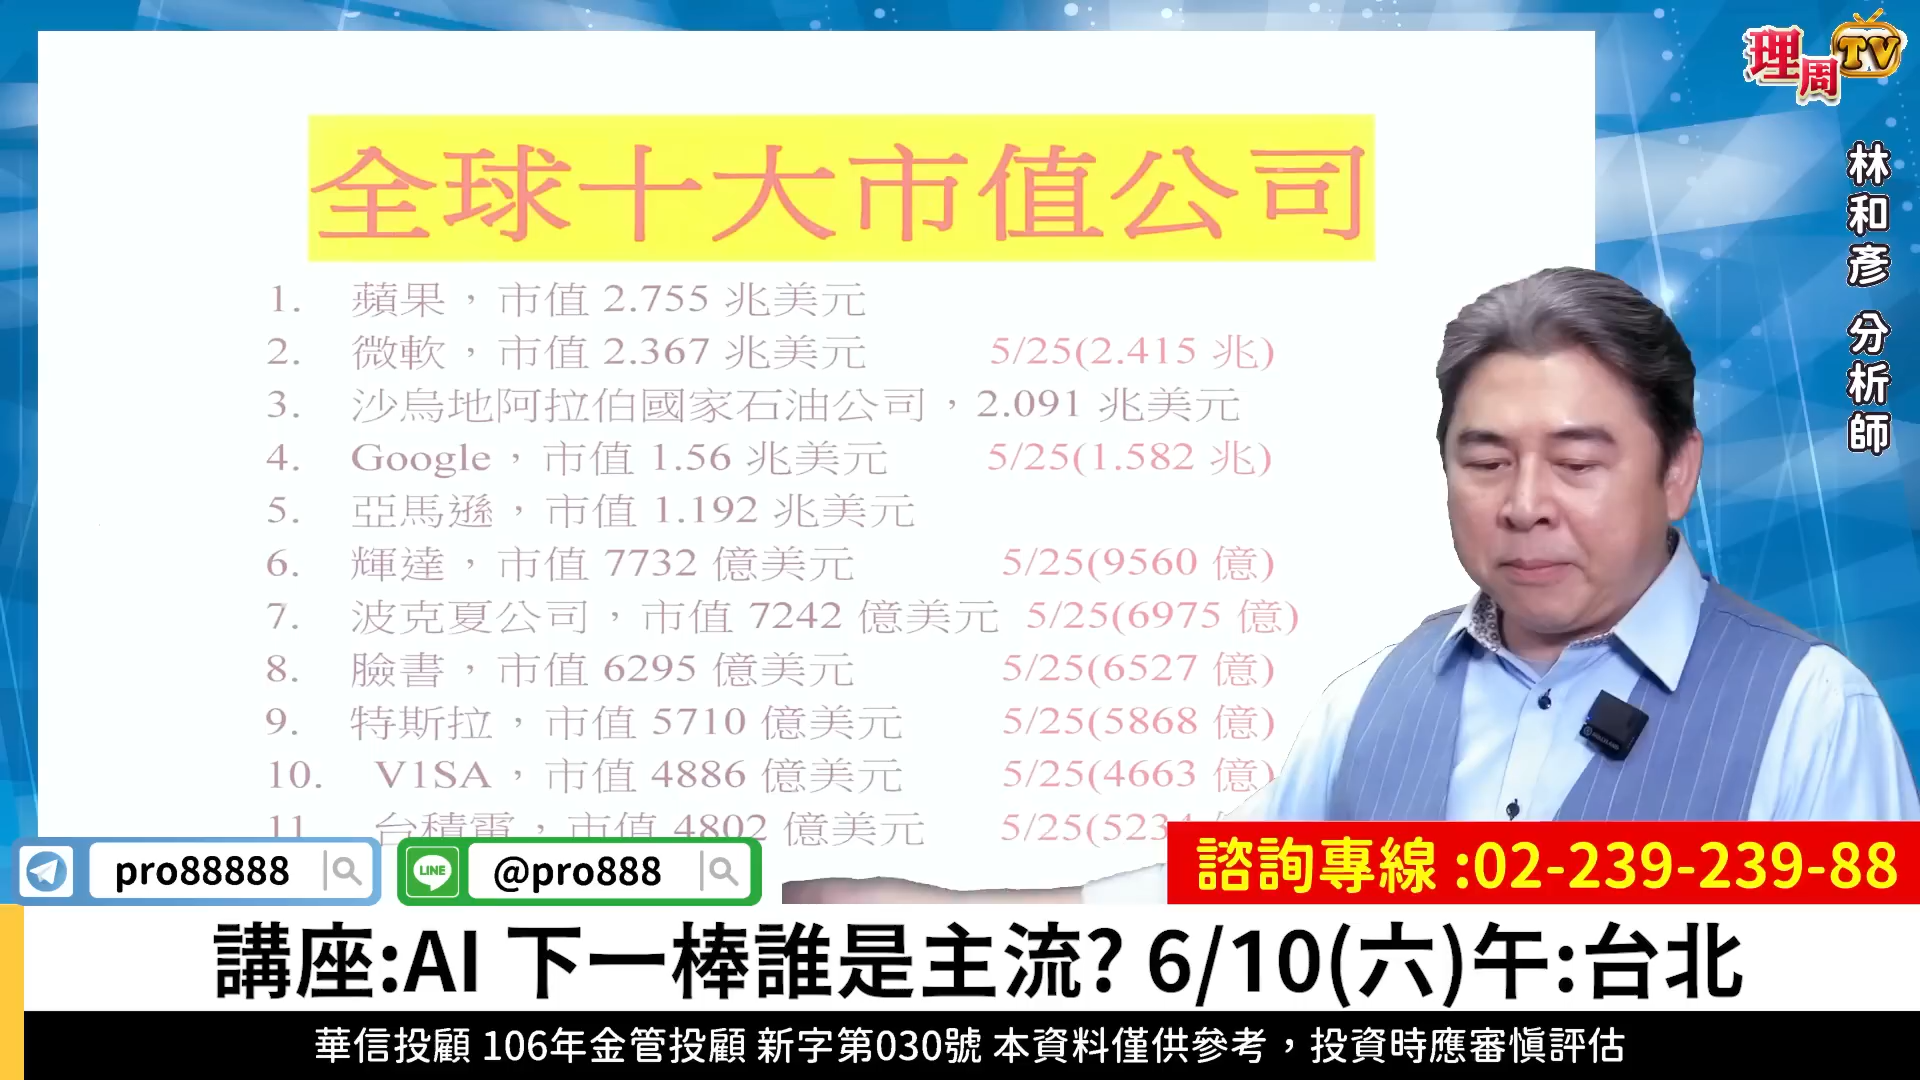 理周TV
林和彥 分析師
全球十大市值公司
1. 蘋果，市值 2.755 兆美元
2. 微軟，市值 2.367 兆美元 5/25(2.415 兆)
3. 沙烏地阿拉伯國家石油公司，2.091 兆美元
4. Google，市值 1.56 兆美元 5/25(1.582 兆)
5. 亞馬遜，市值 1.192 兆美元
6. 輝達，市值 7732 億美元 5/25(9560 億)
7. 波克夏公司，市值 7242 億美元 5/25(6975 億)
8. 臉書，市值 6295 億美元 5/25(6527 億)
9. 特斯拉，市值 5710 億美元 5/25(5868 億)
10. V1SA，市值 4886 億美元 5/25(4663 億)
11 台積電，市值 4802 億美元 5/25(5234
pro88888
LINE
@pro888
諮詢專線 :02-239-239-88
講座:AI 下一棒誰是主流? 6/10(六)午:台北
華信投顧 106年金管投顧 新字第030號 本資料僅供參考，投資時應審慎評估